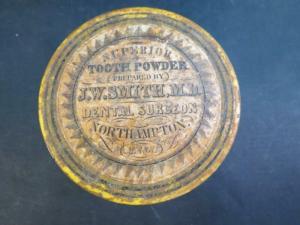 SUPERIOR
TOOTH POWDER
PREPARED BY
J.W.SMITH, M.D.
DENTAL SURGEON
NORTHAMPTON,